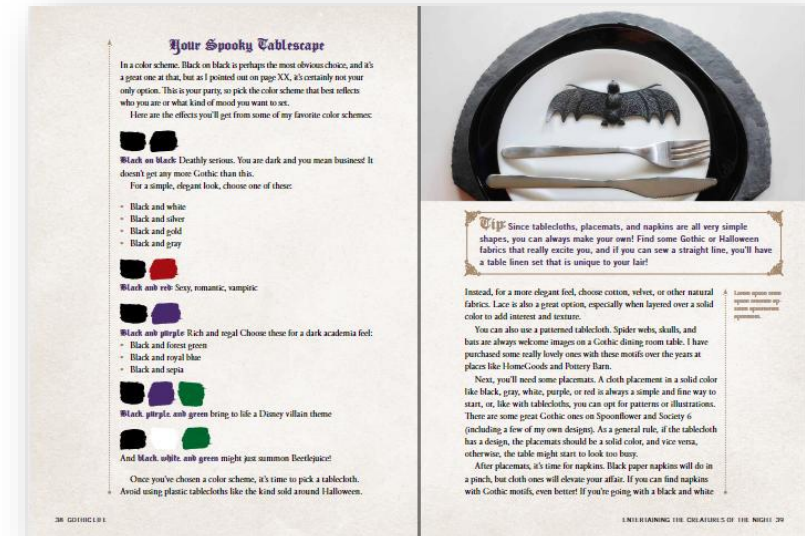 Your Spooky Tablescape
In a color scheme. Black on black is perhaps the most obvious choice, and it's
a great one at that, but as I pointed out on page XX, it's certainly not your
only option. This is your party, so pick the color scheme that best reflects
who you are or what kind of mood you want to set.
Here are the effects you'll get from some of my favorite color schemes:
Black on black: Deathly serious. You are dark and you mean business! It
doesn't get any more Gothic than this.
For a simple, elegant look, choose one of these:
• Black and white
• Black and silver
• Black and gold
• Black and gray
Black and red: Sexy, romantic, vampiric
Black and purple: Rich and regal Choose these for a dark academia feel:
• Black and forest green
• Black and royal blue
• Black and sepia
Black, purple, and green bring to life a Disney villain theme
And black, white, and green might just summon Beetlejuice!
Once you've chosen a color scheme, it's time to pick a tablecloth.
Avoid using plastic tablecloths like the kind sold around Halloween.
38 GOTHIC LIFE
Tip: Since tablecloths, placemats, and napkins are all very simple
shapes, you can always make your own! Find some Gothic or Halloween
fabrics that really excite you, and if you can sew a straight line, you'll have
a table linen set that is unique to your lair!
Instead, for a more elegant feel, choose cotton, velvet, or other natural
fabrics. Lace is also a great option, especially when layered over a solid
color to add interest and texture.
You can also use a patterned tablecloth. Spider webs, skulls, and
bats are always welcome images on a Gothic dining room table. I have
purchased some really lovely ones with these motifs over the years at
places like HomeGoods and Pottery Barn.
Next, you'll need some placemats. A cloth placement in a solid color
like black, gray, white, purple, or red is always a simple and fine way to
start, or, like with tablecloths, you can opt for patterns or illustrations.
There are some great Gothic ones on Spoonflower and Society 6
(including a few of my own designs). As a general rule, if the tablecloth
has a design, the placemats should be a solid color, and vice versa,
otherwise, the table might start to look too busy.
After placemats, it's time for napkins. Black paper napkins will do in
a pinch, but cloth ones will elevate your affair. If you can find napkins
with Gothic motifs, even better! If you're going with a black and white
ENTERTAINING THE CREATURES OF THE NIGHT 39